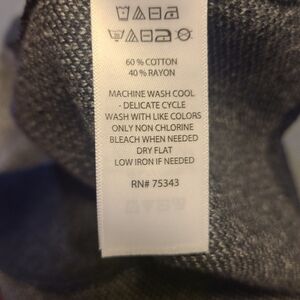 60 % COTTON
40 % RAYON
MACHINE WASH COOL
- DELICATE CYCLE
WASH WITH LIKE COLORS
ONLY NON CHLORINE
BLEACH WHEN NEEDED
DRY FLAT
LOW IRON IF NEEDED
RN# 75343